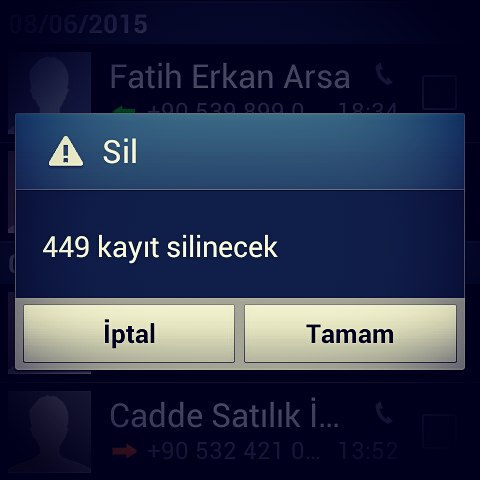 08/06/2015
Fatih Erkan Arsa
+90 539 899 0... 18:34
Sil
449 kayıt silinecek
İptal
Tamam
Cadde Satılık İ...
+90 532 421 0... 13:52